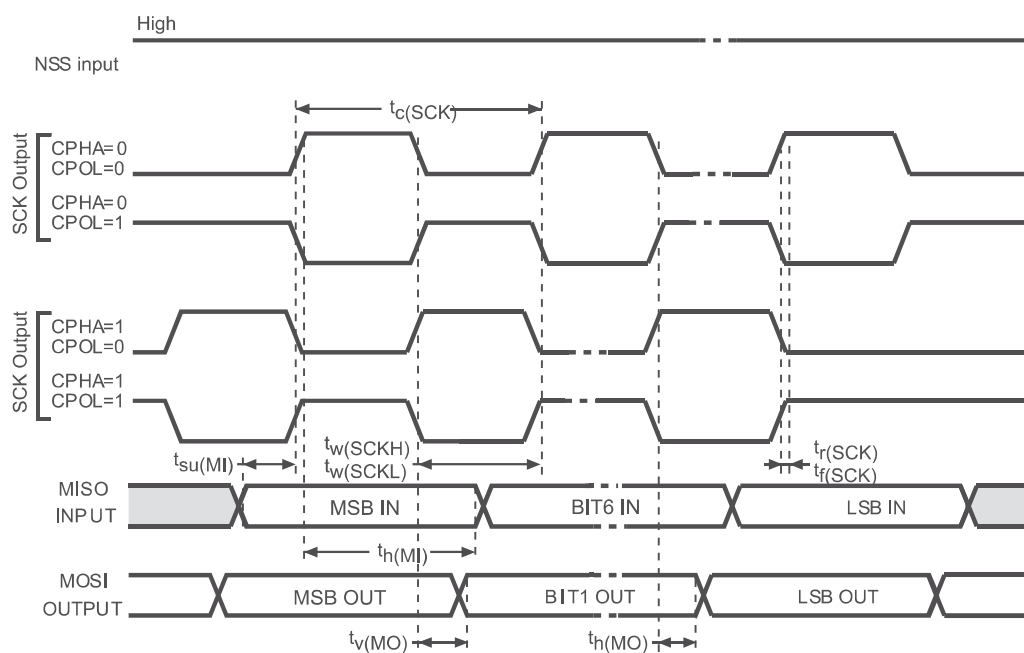 High
NSS input
tc(SCK)
SCK Output
CPHA=0
CPOL=0
CPHA=0
CPOL=1
SCK Output
CPHA=1
CPOL=0
CPHA=1
CPOL=1
tsu(MI)
tw(SCKH)
tw(SCKL)
tr(SCK)
tf(SCK)
MISO
INPUT
MSB IN
BIT6 IN
LSB IN
th(MI)
MOSI
OUTPUT
MSB OUT
BIT1 OUT
LSB OUT
tv(MO)
th(MO)